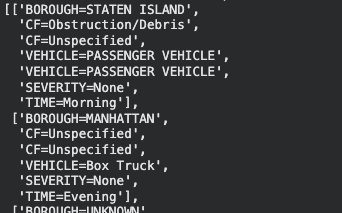 [['BOROUGH=STATEN ISLAND',
'CF=Obstruction/Debris',
'CF=Unspecified',
'VEHICLE=PASSENGER VEHICLE',
'VEHICLE=PASSENGER VEHICLE',
'SEVERITY=None',
'TIME=Morning'],
['BOROUGH=MANHATTAN',
'CF=Unspecified',
'CF=Unspecified',
'VEHICLE=Box Truck',
'SEVERITY=None',
'TIME=Evening'],
['BOROUGH=UNKNOWN'